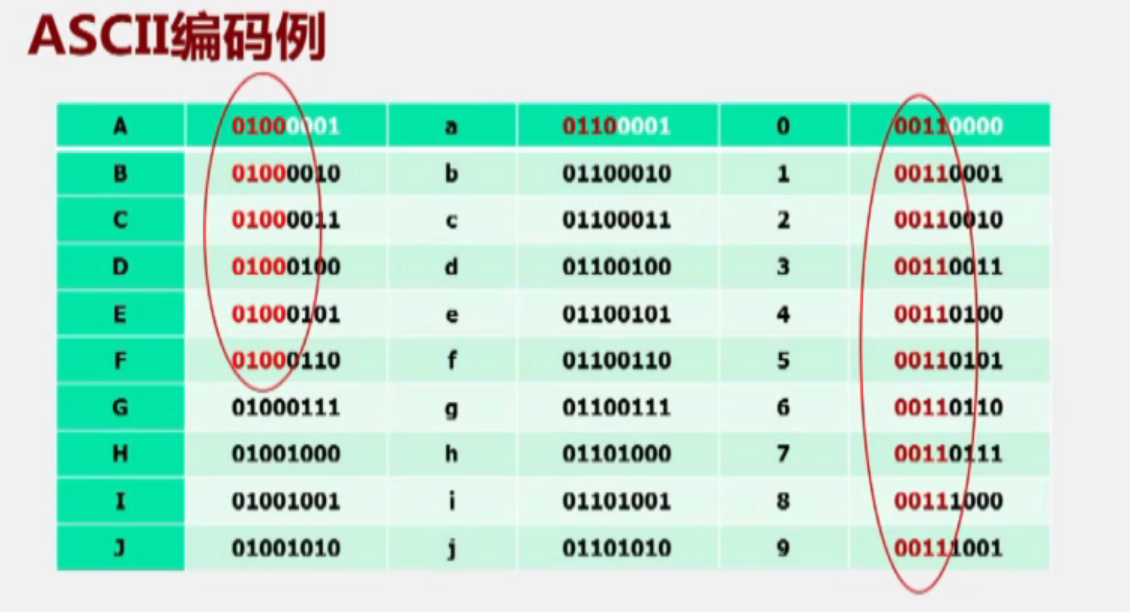 ASCII编码例
A 01000001 a 01100001 0 00110000
B 01000010 b 01100010 1 00110001
C 01000011 c 01100011 2 00110010
D 01000100 d 01100100 3 00110011
E 01000101 e 01100101 4 00110100
F 01000110 f 01100110 5 00110101
G 01000111 g 01100111 6 00110110
H 01001000 h 01101000 7 00110111
I 01001001 i 01101001 8 00111000
J 01001010 j 01101010 9 00111001